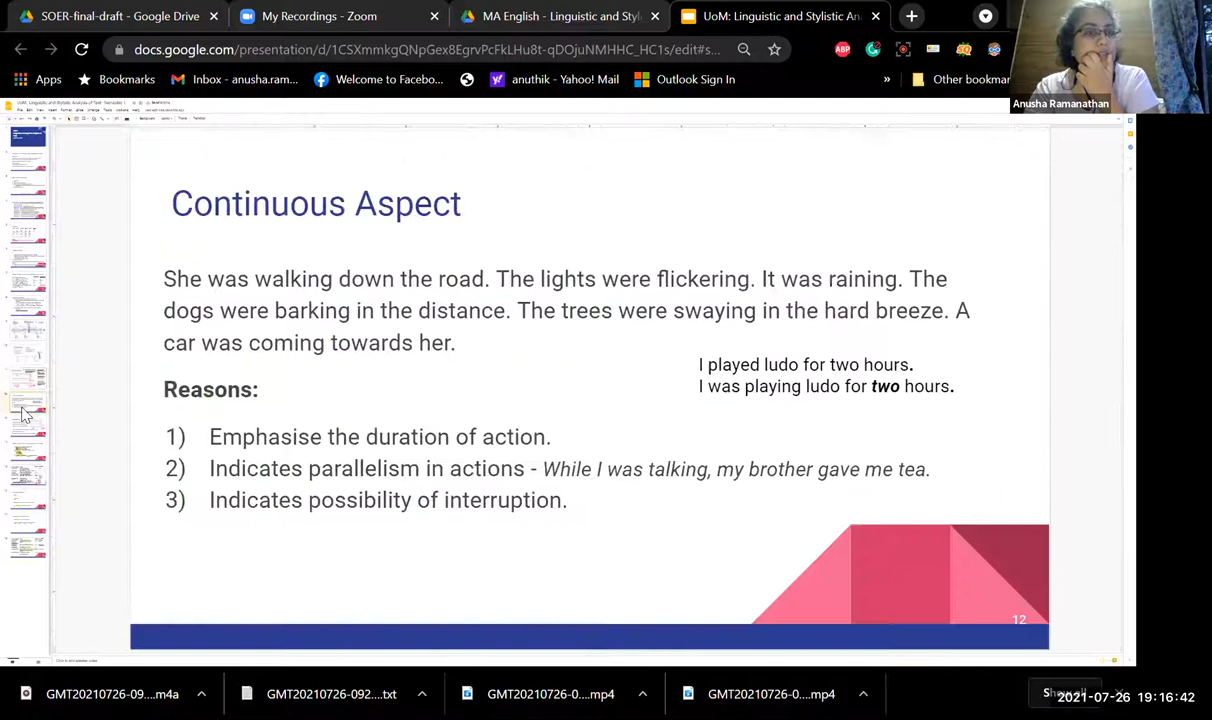 SOER-final-draft - Google Drive
My Recordings - Zoom
MA English - Linguistic and Styl
UoM: Linguistic and Stylistic An
docs.google.com/presentation/d/1CSXmmkgQNpGex8EgrvPcFkLHu8t-qDOjuNMHHC_HC1s/edit#s...
ABP
Apps
Bookmarks
Inbox - anusha.ram...
Welcome to Facebo...
anuthik - Yahoo! Mail
Outlook Sign In
»
Other bookmar
Anusha Ramanathan
Continuous Aspect
She was walking down the road. The lights were flickering. It was raining. The
dogs were barking in the distance. The trees were swaying in the hard breeze. A
car was coming towards her.
I played ludo for two hours.
I was playing ludo for two hours.
Reasons:
1) Emphasise the duration of action.
2) Indicates parallelism in actions - While I was talking, my brother gave me tea.
3) Indicates possibility of interruption.
12
GMT20210726-09....m4a
GMT20210726-092....txt
GMT20210726-0....mp4
GMT20210726-0....mp4
2021-07-26 19:16:42